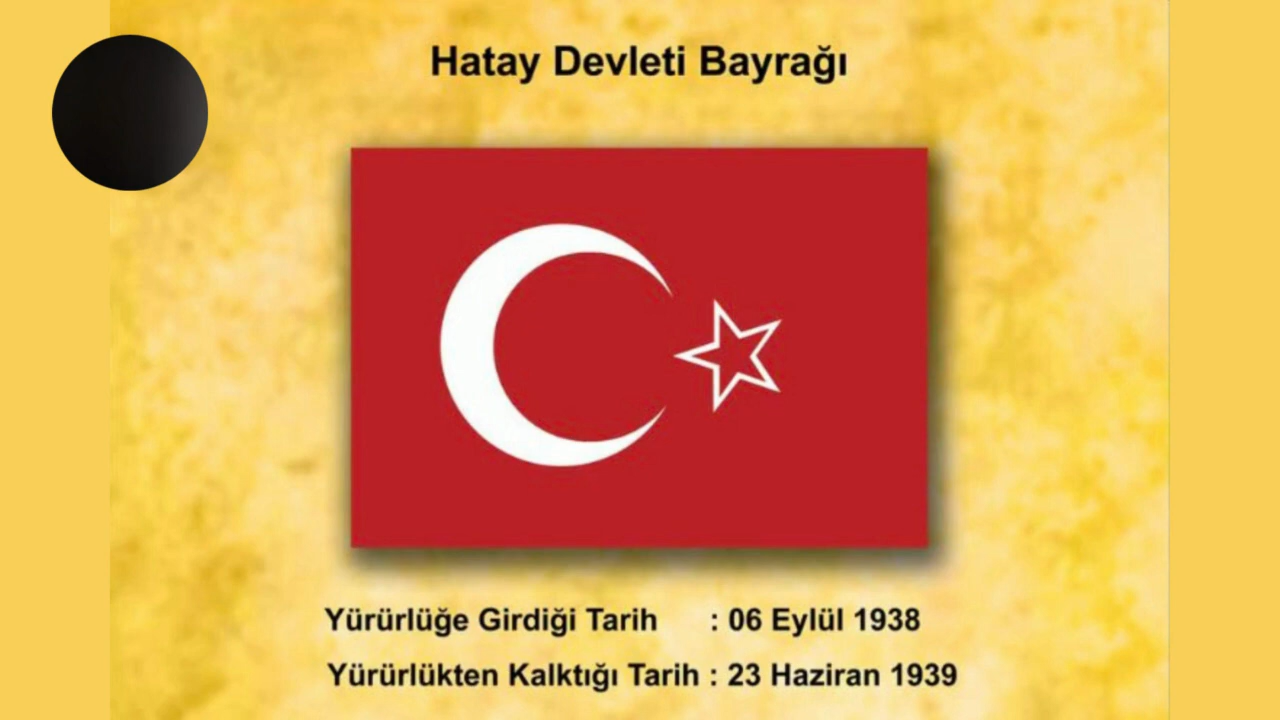 Hatay Devleti Bayrağı
Yürürlüğe Girdiği Tarih : 06 Eylül 1938
Yürürlükten Kalktığı Tarih : 23 Haziran 1939